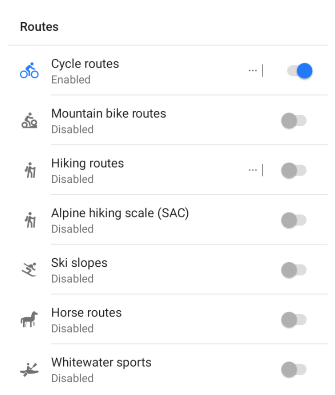 Routes
Cycle routes
Enabled
Mountain bike routes
Disabled
Hiking routes
Disabled
Alpine hiking scale (SAC)
Disabled
Ski slopes
Disabled
Horse routes
Disabled
Whitewater sports
Disabled